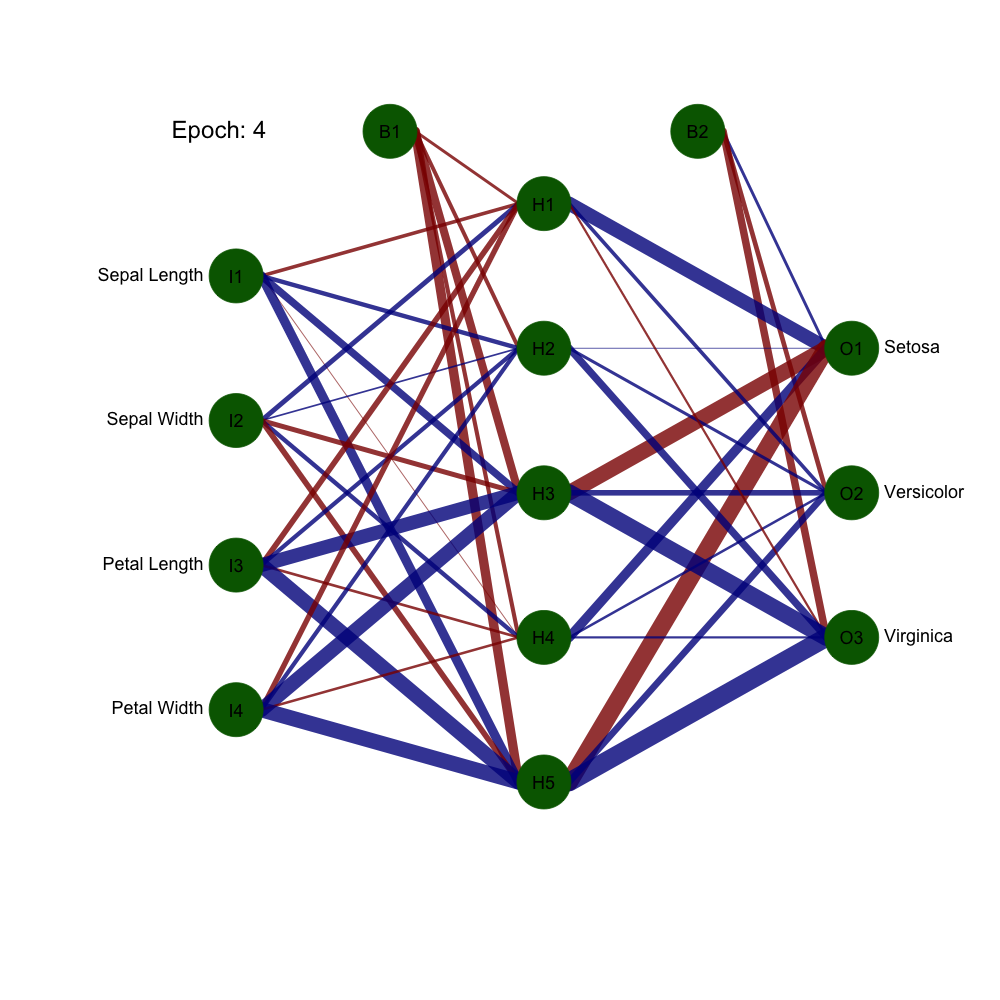 Epoch: 4
B1
B2
H1
Sepal Length
I1
H2
O1
Setosa
Sepal Width
I2
H3
O2
Versicolor
Petal Length
I3
H4
O3
Virginica
Petal Width
I4
H5